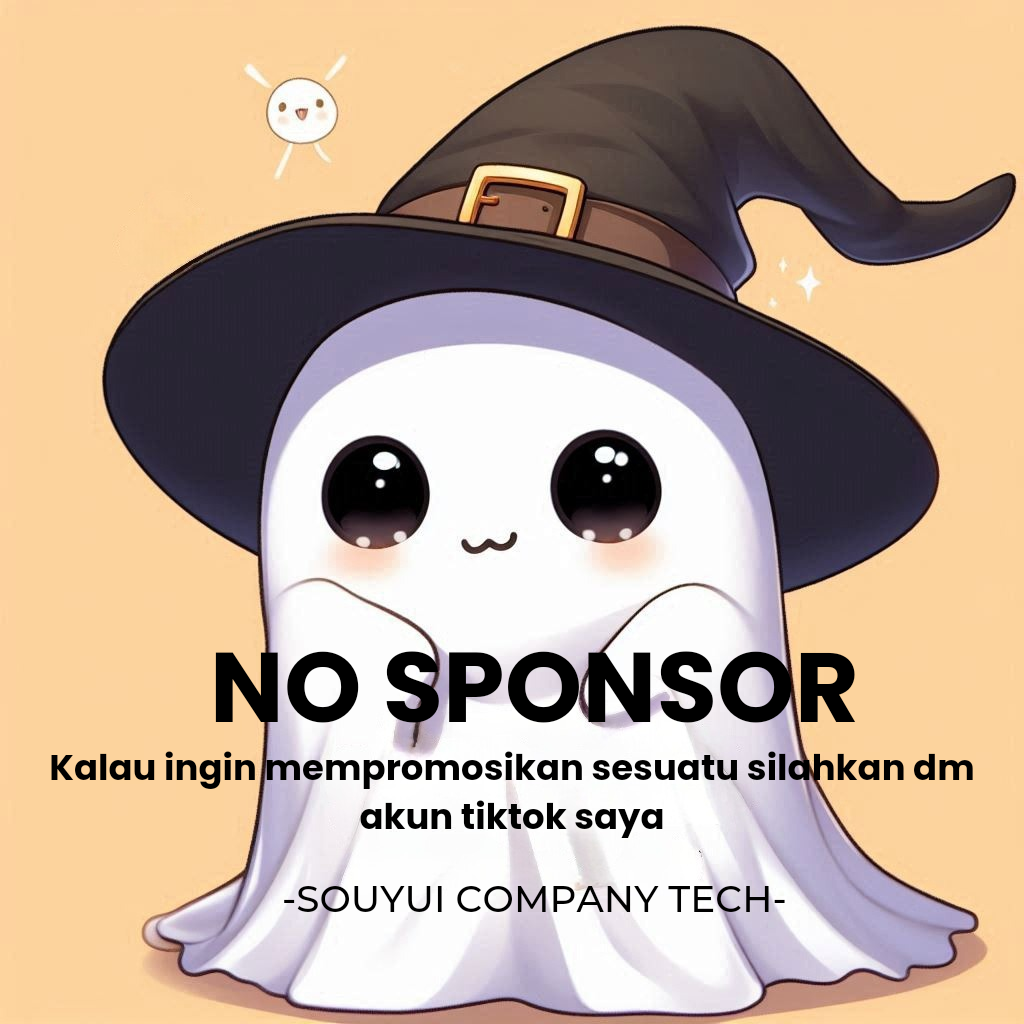 NO SPONSOR
Kalau ingin mempromosikan sesuatu silahkan dm
akun tiktok saya
-SOUYUI COMPANY TECH-